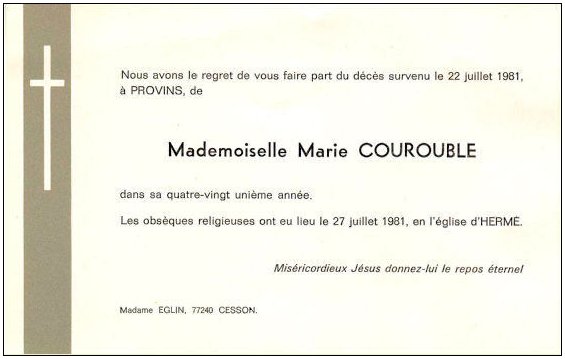 Nous avons le regret de vous faire part du décès survenu le 22 juillet 1981,
à PROVINS, de
Mademoiselle Marie COUROUBLE
dans sa quatre-vingt unième année.
Les obsèques religieuses ont eu lieu le 27 juillet 1981, en l'église d'HERMÉ.
Miséricordieux Jésus donnez-lui le repos éternel
Madame EGLIN, 77240 CESSON.